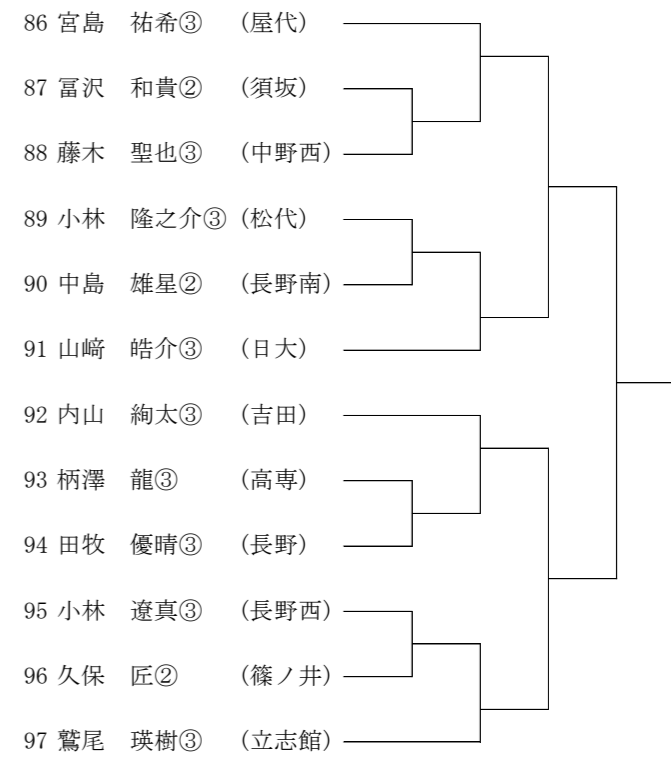 86 宮島　祐希③　(屋代)
87 冨沢　和貴②　(須坂)
88 藤木　聖也③　(中野西)
89 小林　隆之介③ (松代)
90 中島　雄星②　(長野南)
91 山﨑　皓介③　(日大)
92 内山　絢太③　(吉田)
93 柄澤　龍③　(高専)
94 田牧　優晴③　(長野)
95 小林　遼真③　(長野西)
96 久保　匠②　(篠ノ井)
97 鷲尾　瑛樹③　(立志館)